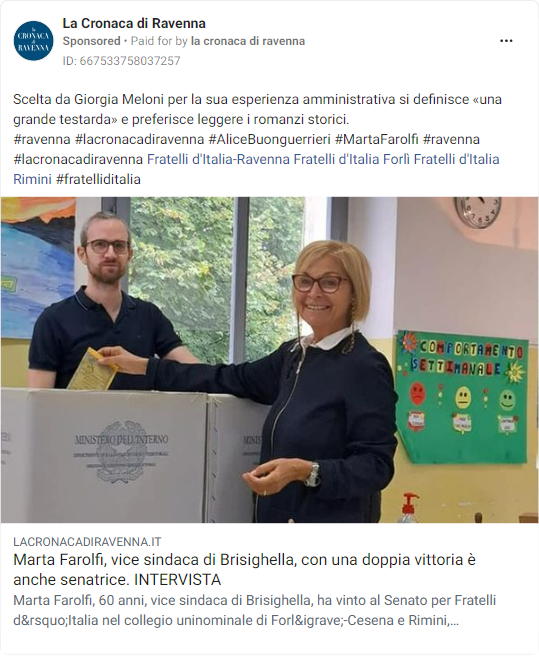 la
CRONACA
di
RAVENNA
La Cronaca di Ravenna
Sponsored • Paid for by la cronaca di ravenna
ID: 667533758037257
Scelta da Giorgia Meloni per la sua esperienza amministrativa si definisce «una
grande testarda» e preferisce leggere i romanzi storici.
#ravenna #lacronacadiravenna #AliceBuonguerrieri #MartaFarolfi #ravenna
#lacronacadiravenna Fratelli d'Italia-Ravenna Fratelli d'Italia Forlì Fratelli d'Italia
Rimini #fratelliditalia
COMPORTAMENTO
SETTIMANALE
MINISTERO DELL'INTERNO
LACRONACADIRAVENNA.IT
Marta Farolfi, vice sindaca di Brisighella, con una doppia vittoria è
anche senatrice. INTERVISTA
Marta Farolfi, 60 anni, vice sindaca di Brisighella, ha vinto al Senato per Fratelli
d&rsquo;Italia nel collegio uninominale di Forl&igrave;-Cesena e Rimini,...